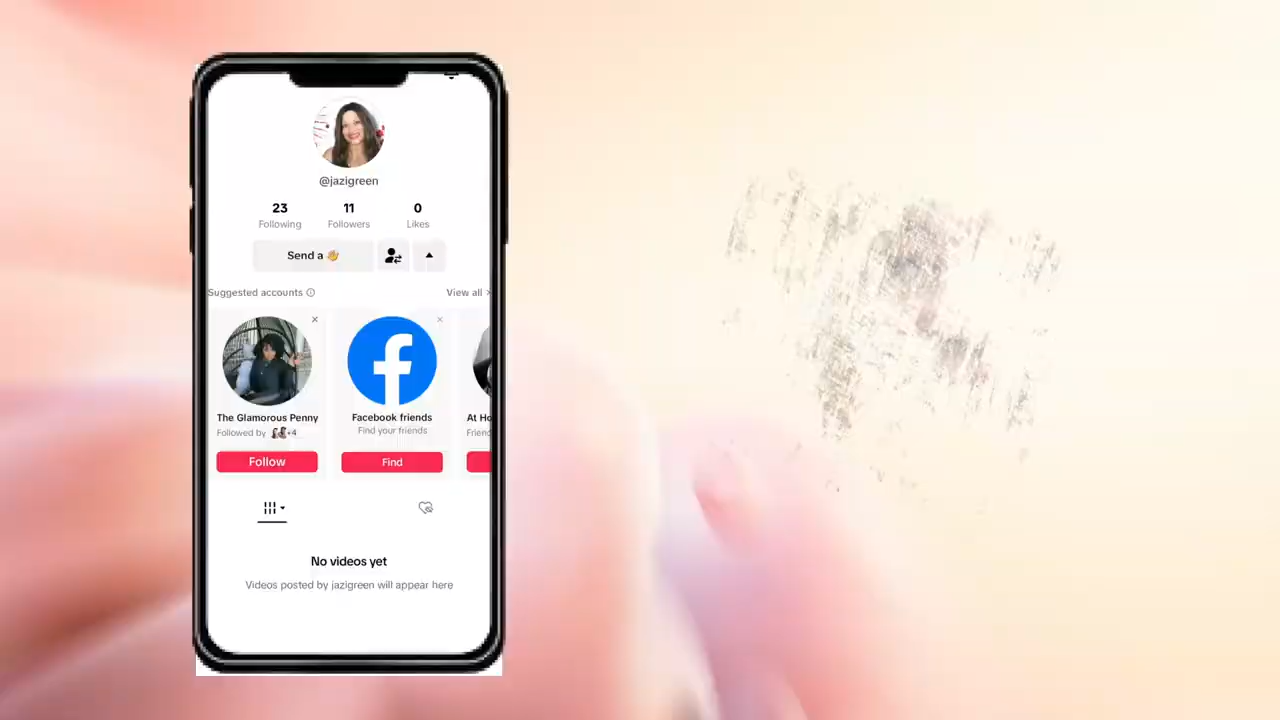 @jazigreen
23 11 0
Following Followers Likes
Send a 👋
Suggested accounts View all >
The Glamorous Penny Facebook friends At Ho
Followed by +4 Find your friends Friend
Follow Find
No videos yet
Videos posted by jazigreen will appear here